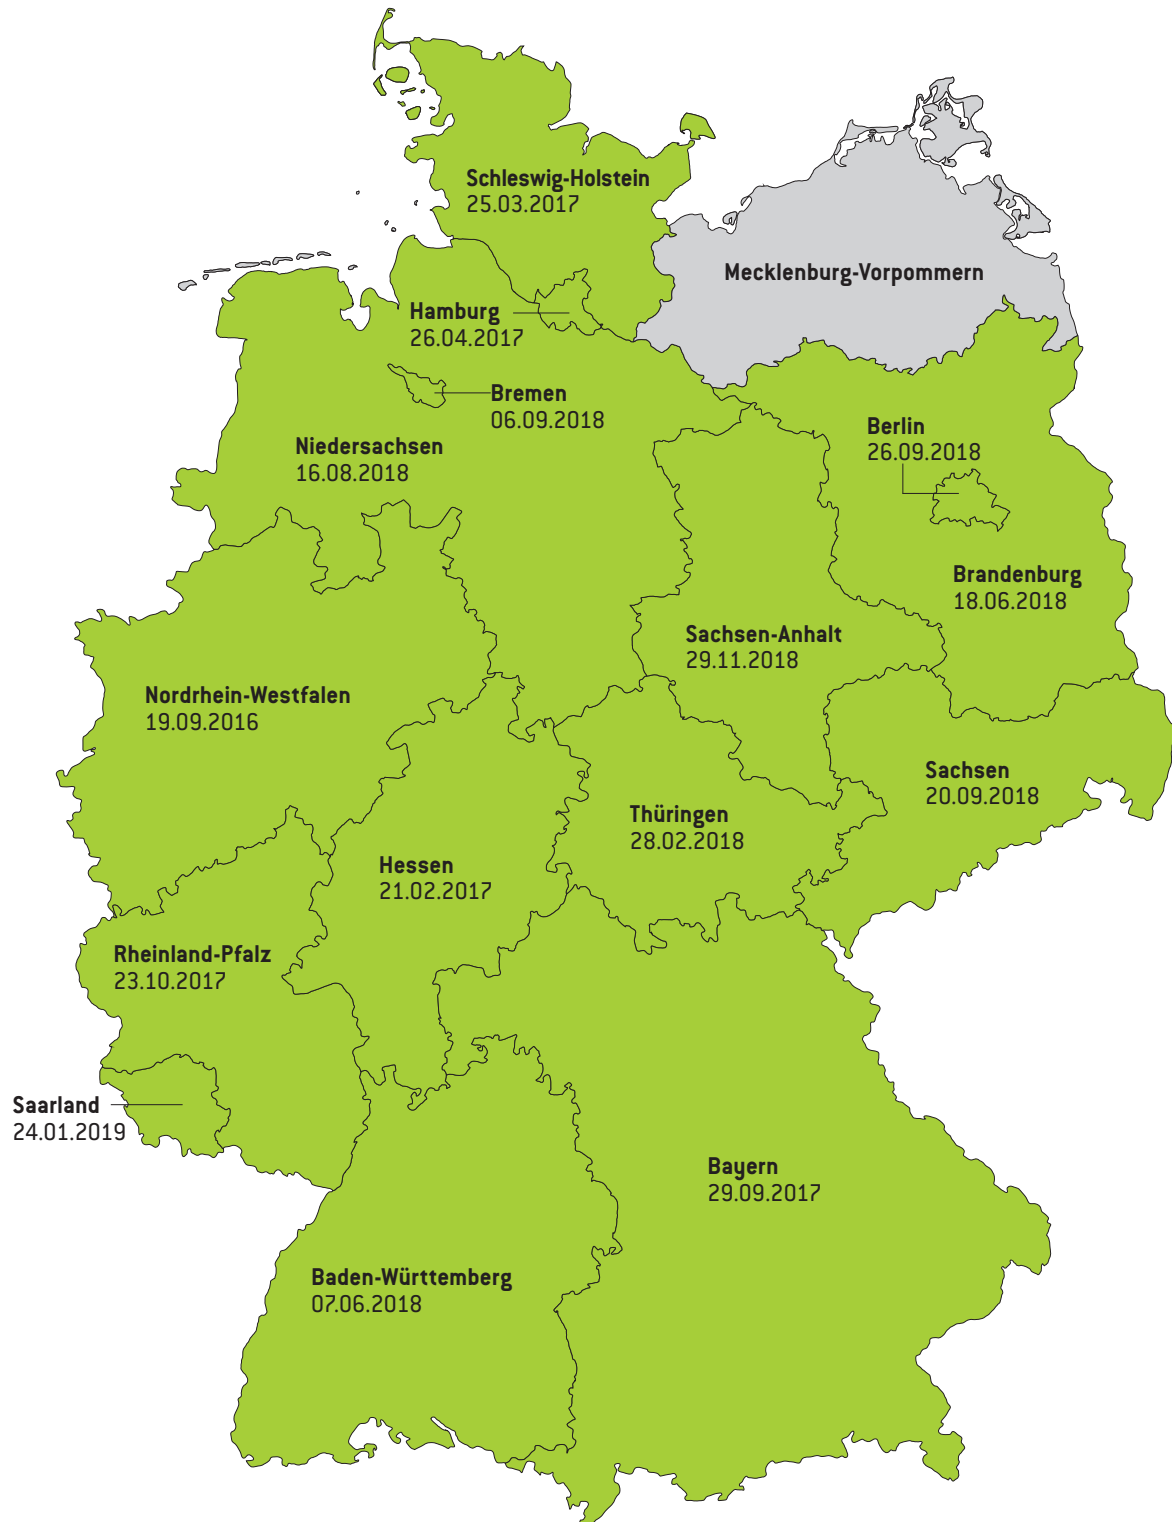 Schleswig-Holstein
25.03.2017
Mecklenburg-Vorpommern
Hamburg
26.04.2017
Bremen
06.09.2018
Berlin
26.09.2018
Niedersachsen
16.08.2018
Brandenburg
18.06.2018
Sachsen-Anhalt
29.11.2018
Nordrhein-Westfalen
19.09.2016
Sachsen
20.09.2018
Thüringen
28.02.2018
Hessen
21.02.2017
Rheinland-Pfalz
23.10.2017
Saarland
24.01.2019
Bayern
29.09.2017
Baden-Württemberg
07.06.2018